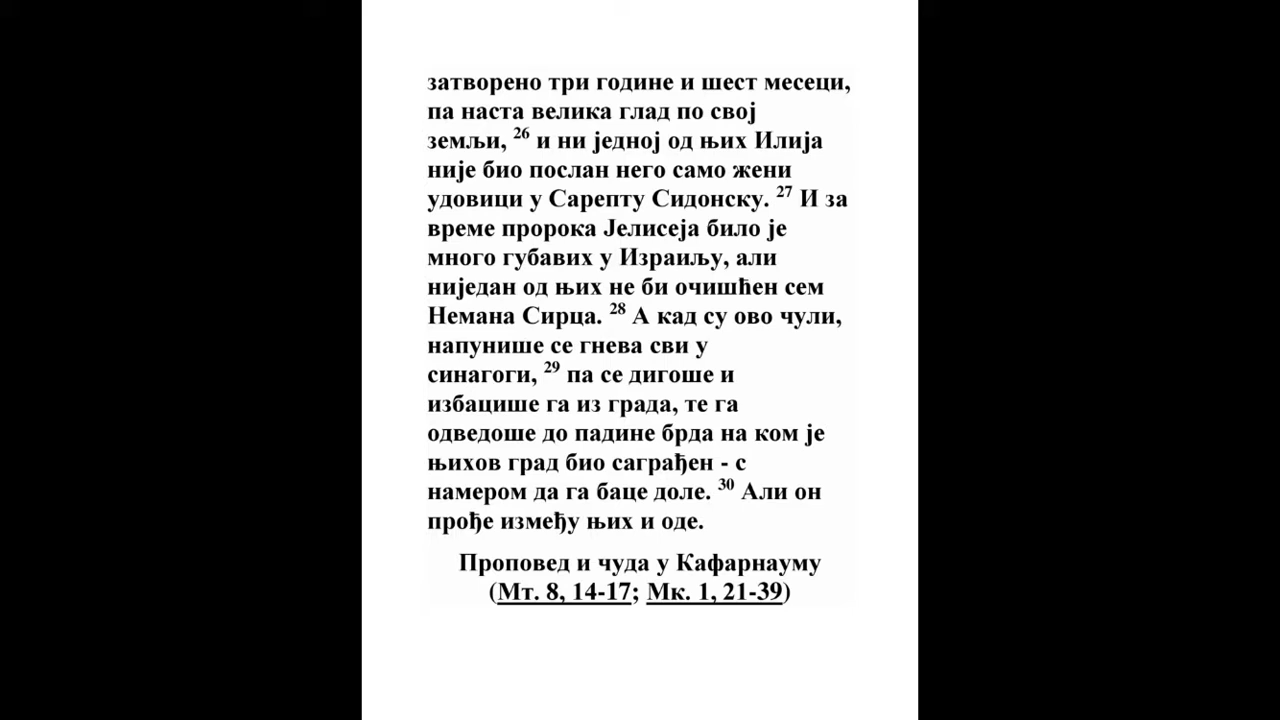 затворено три године и шест месеци,
па наста велика глад по свој
земљи, 26 и ни једној од њих Илија
није био послан него само жени
удовици у Сарепту Сидонску. 27 И за
време пророка Јелисеја било је
много губавих у Израиљу, али
ниједан од њих не би очишћен сем
Немана Сирца. 28 А кад су ово чули,
напунише се гнева сви у
синагоги, 29 па се дигоше и
избацише га из града, те га
одведоше до падине брда на ком је
њихов град био саграђен - с
намером да га баце доле. 30 Али он
прође између њих и оде.
Проповед и чуда у Кафарнауму
(Мт. 8, 14-17; Мк. 1, 21-39)